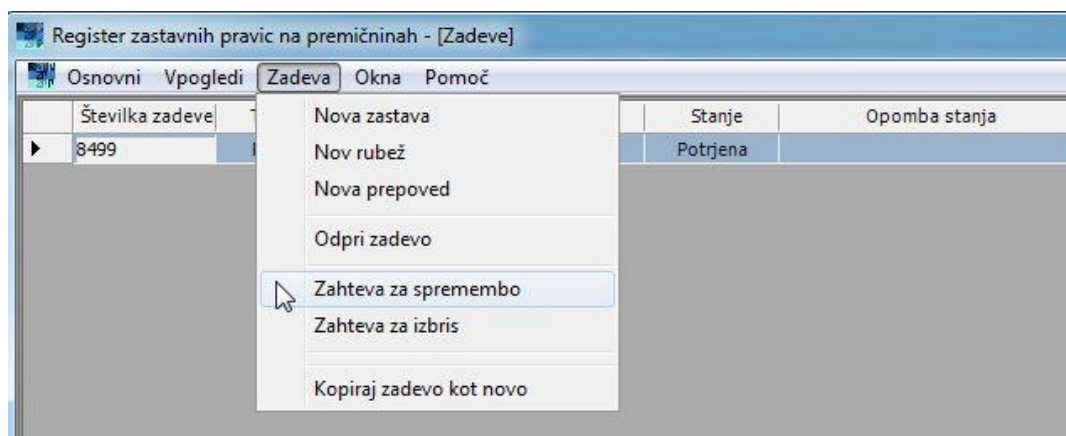 Register zastavnih pravic na premičninah - [Zadeve]
Osnovni Vpogledi Zadeva Okna Pomoč
Številka zadeve Stanje Opomba stanja
8499 Potrjena
Nova zastava
Nov rubež
Nova prepoved
Odpri zadevo
Zahteva za spremembo
Zahteva za izbris
Kopiraj zadevo kot novo